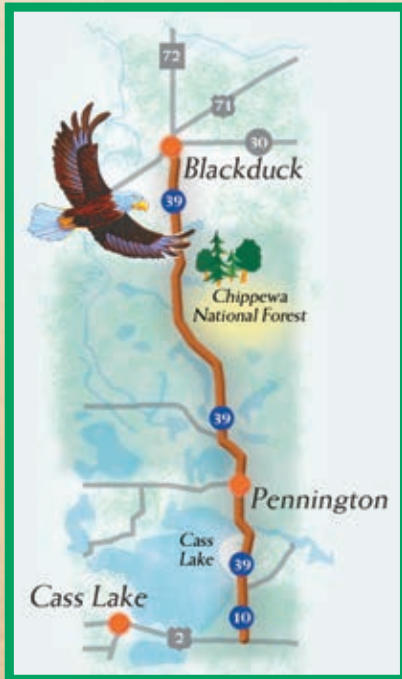 72
71
30
Blackduck
39
Chippewa
National Forest
39
Pennington
Cass
Lake
39
Cass Lake
10
2